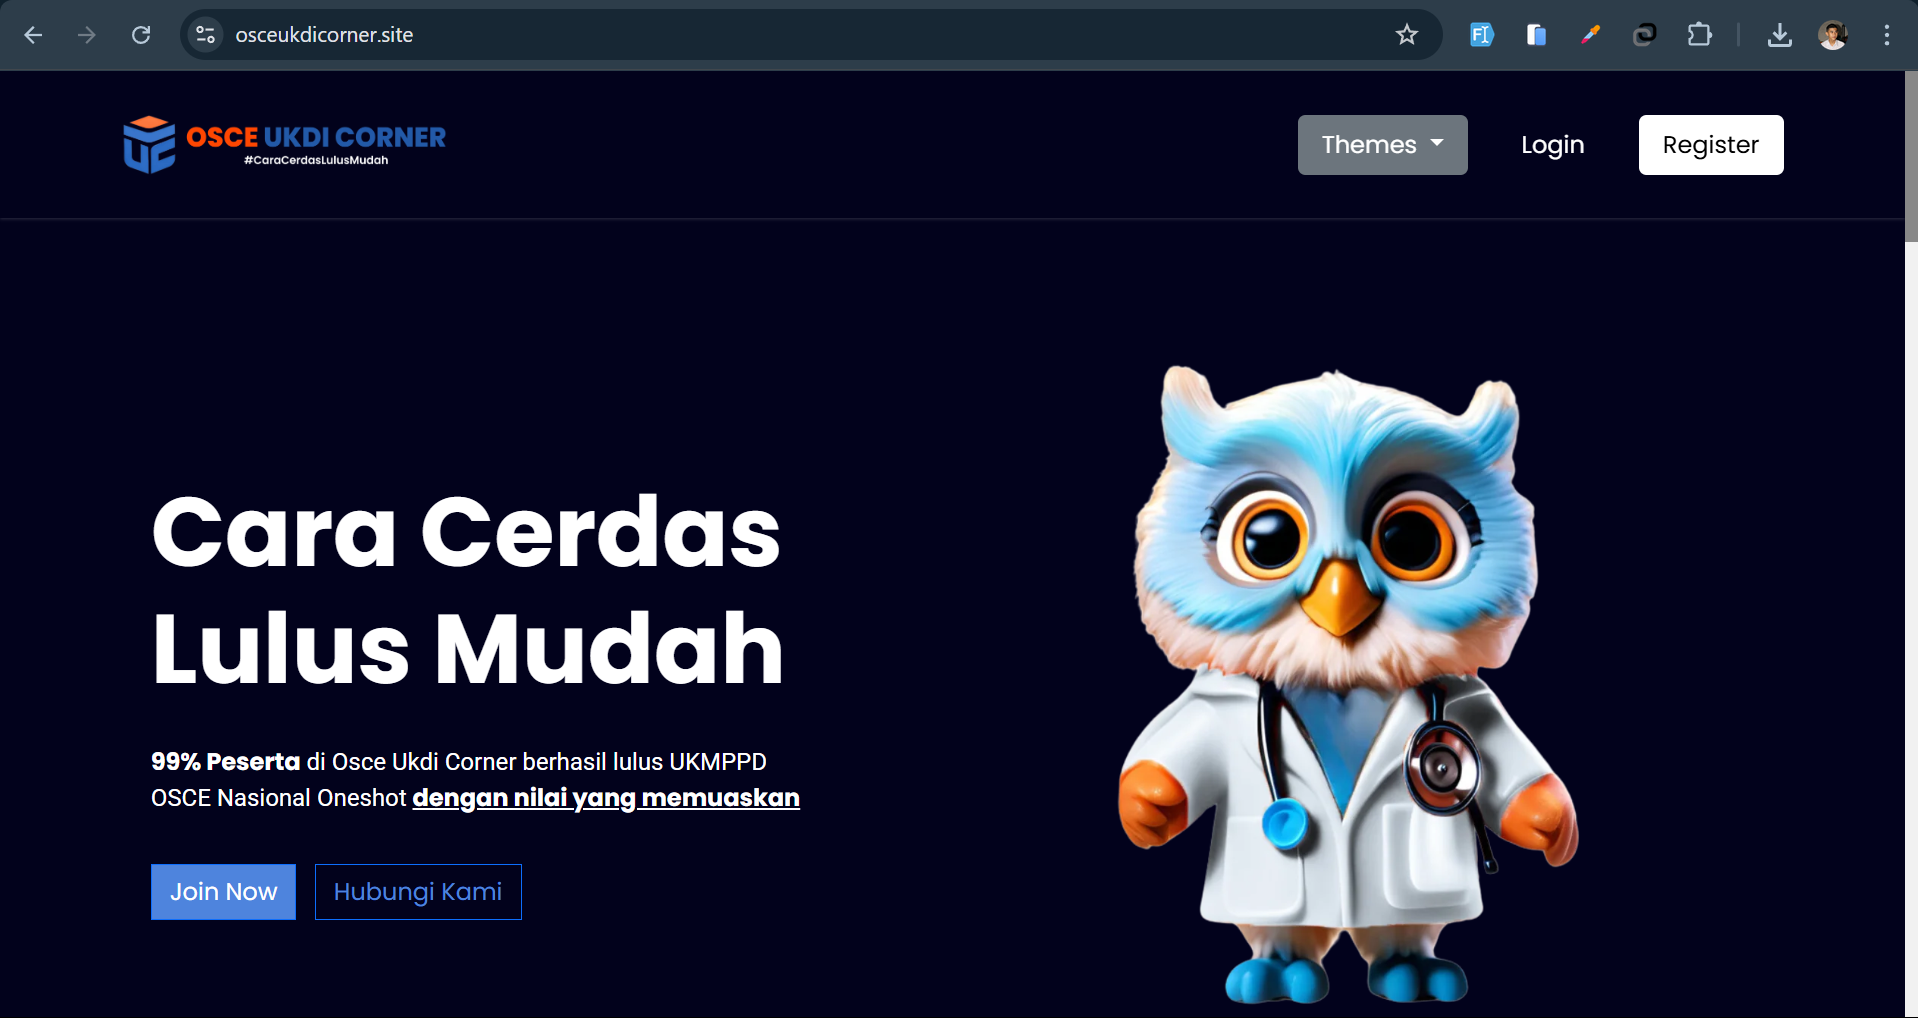 osceukdicorner.site
OSCE UKDI CORNER
#CaraCerdasLulusMudah
Themes
Login
Register
Cara Cerdas
Lulus Mudah
99% Peserta di Osce Ukdi Corner berhasil lulus UKMPPD
OSCE Nasional Oneshot dengan nilai yang memuaskan
Join Now
Hubungi Kami